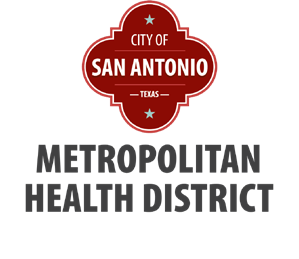 CITY OF
SAN ANTONIO
— TEXAS —
METROPOLITAN
HEALTH DISTRICT